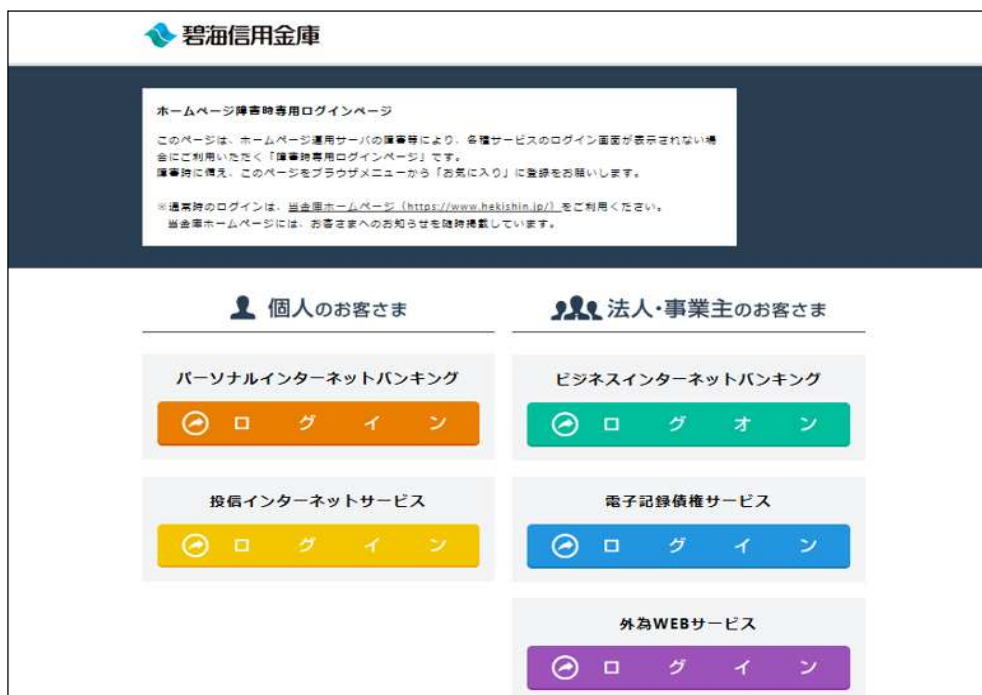 碧海信用金庫
ホームページ障害時専用ログインページ
このページは、ホームページ運用サーバの障害等により、各種サービスのログイン画面が表示されない場
合にご利用いただく「障害時専用ログインページ」です。
障害時に備え、このページをブラウザメニューから「お気に入り」に登録をお願いします。
※通常時のログインは、当金庫ホームページ（https://www.hekishin.jp/）をご利用ください。
当金庫ホームページには、お客さまへのお知らせを随時掲載しています。
個人のお客さま
パーソナルインターネットバンキング
ログイン
投信インターネットサービス
ログイン
法人・事業主のお客さま
ビジネスインターネットバンキング
ログオン
電子記録債権サービス
ログイン
外為WEBサービス
ログイン